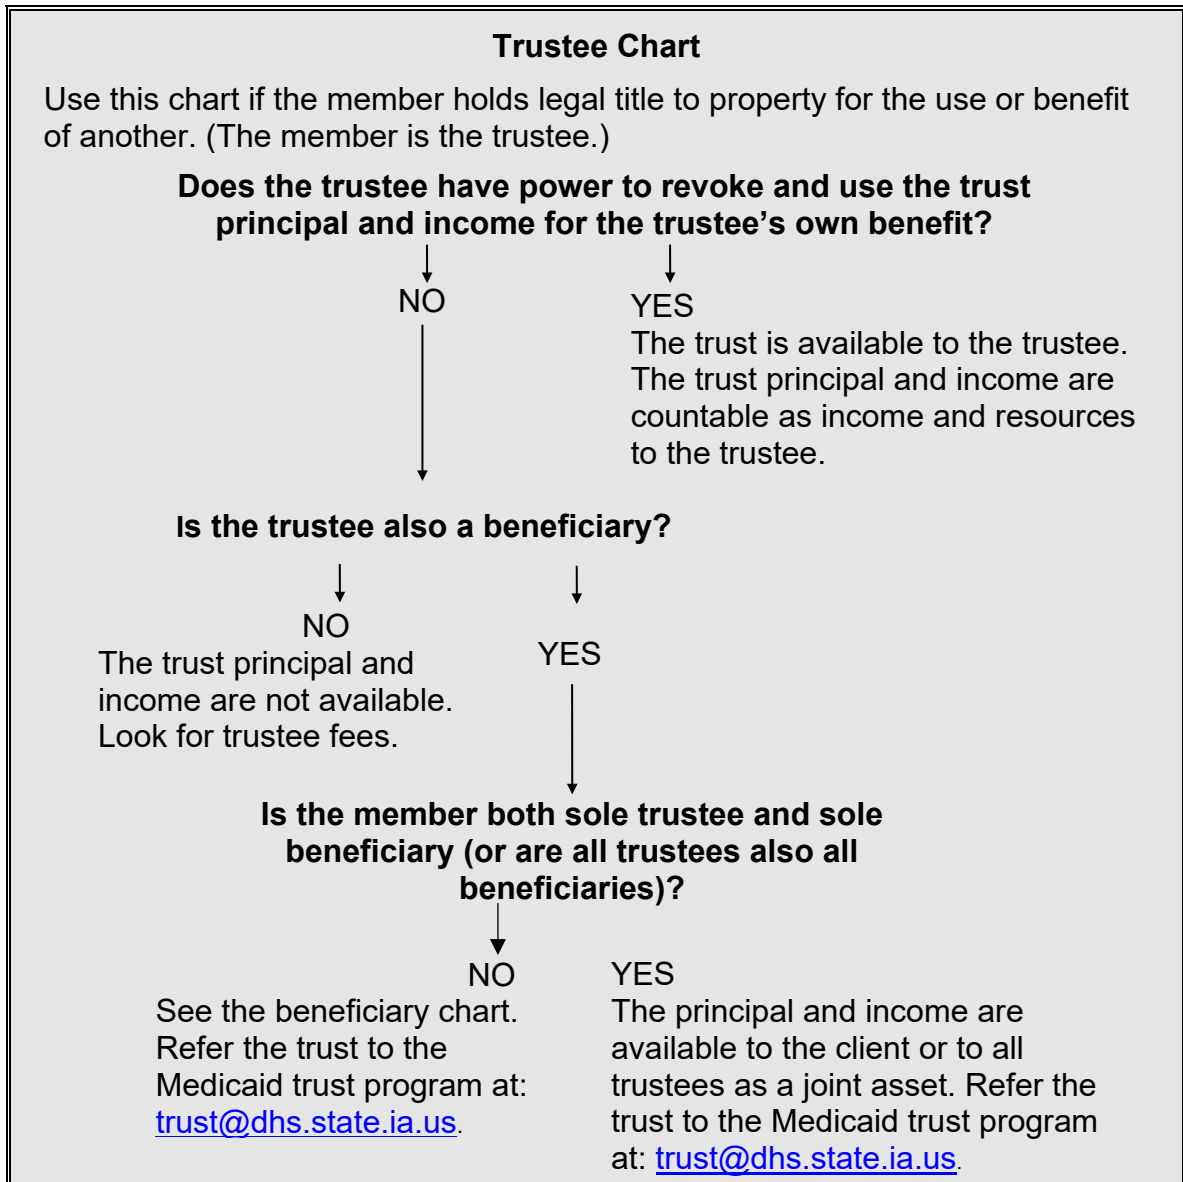 Trustee Chart
Use this chart if the member holds legal title to property for the use or benefit
of another. (The member is the trustee.)
Does the trustee have power to revoke and use the trust
principal and income for the trustee’s own benefit?
NO
YES
The trust is available to the trustee.
The trust principal and income are
countable as income and resources
to the trustee.
Is the trustee also a beneficiary?
NO
The trust principal and
income are not available.
Look for trustee fees.
YES
Is the member both sole trustee and sole
beneficiary (or are all trustees also all
beneficiaries)?
NO
See the beneficiary chart.
Refer the trust to the
Medicaid trust program at:
trust@dhs.state.ia.us.
YES
The principal and income are
available to the client or to all
trustees as a joint asset. Refer the
trust to the Medicaid trust program
at: trust@dhs.state.ia.us.